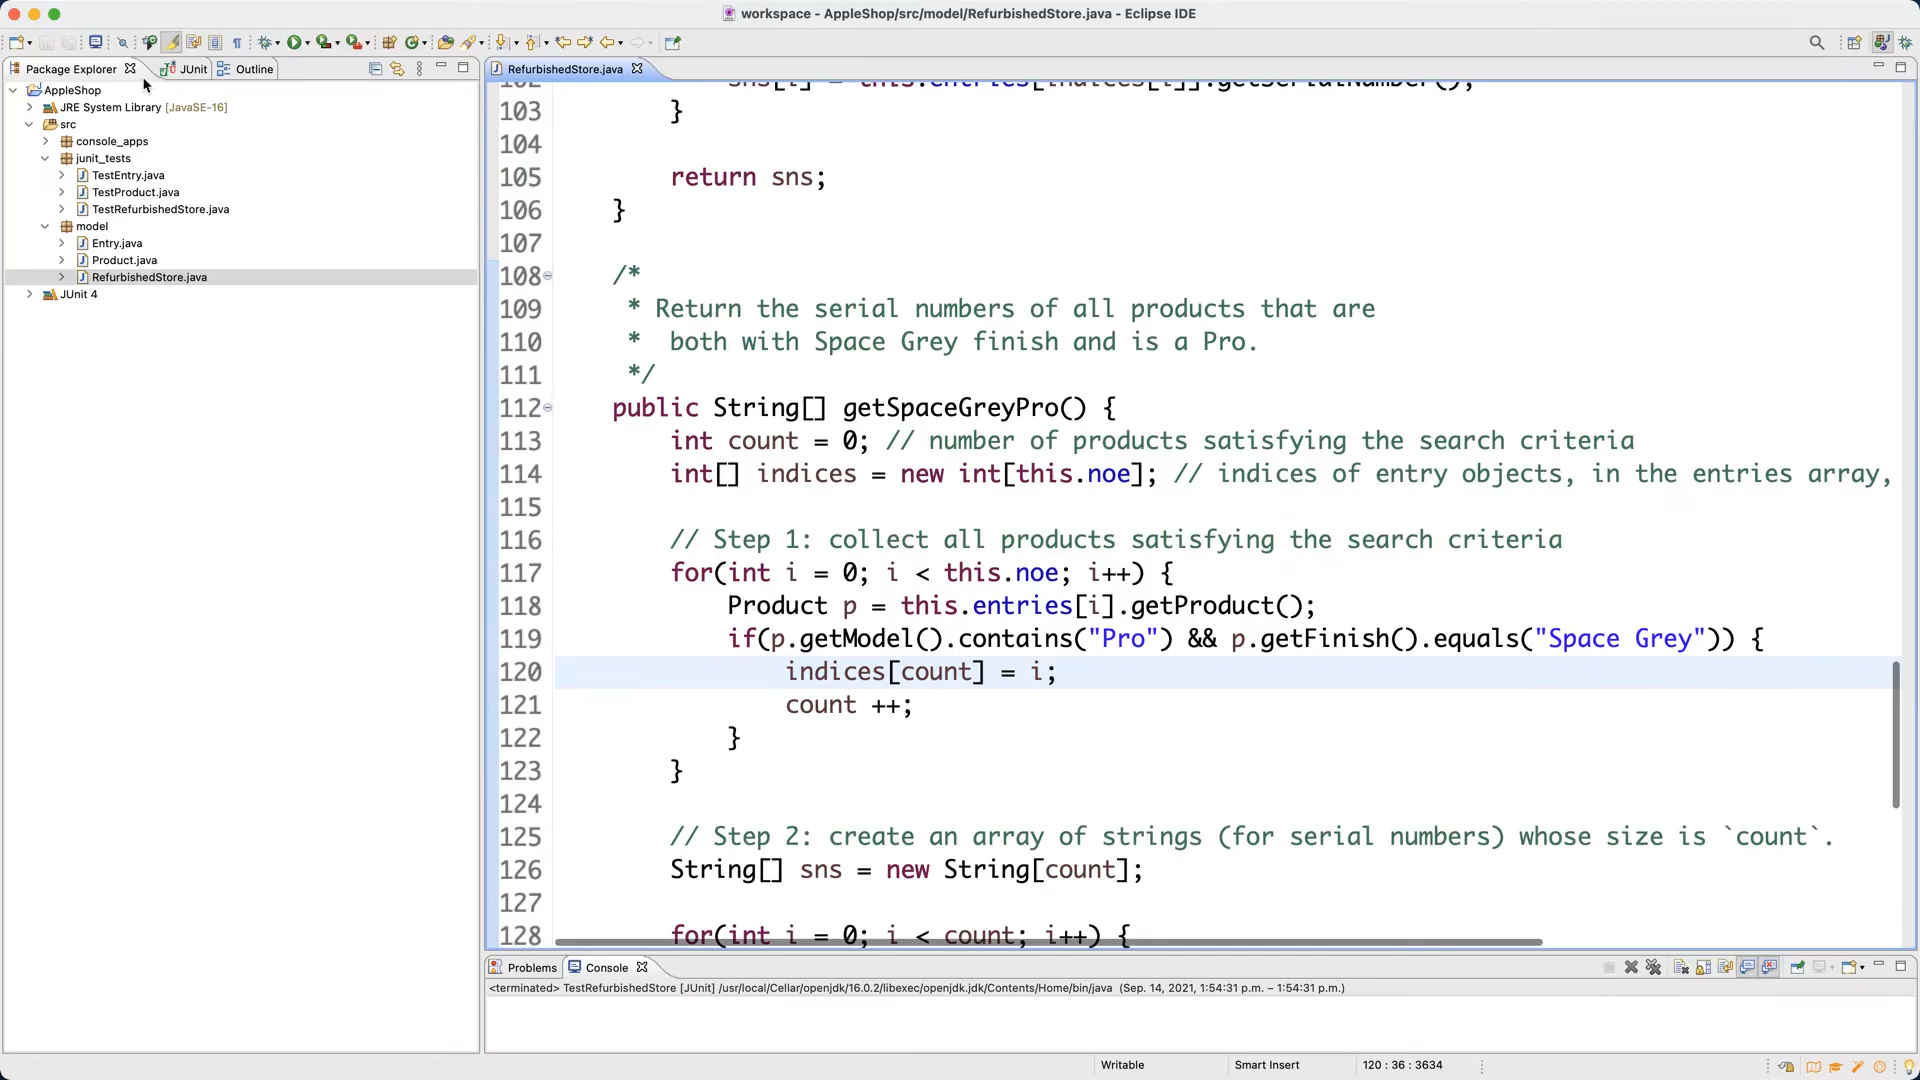 workspace - AppleShop/src/model/RefurbishedStore.java - Eclipse IDE
Package Explorer
JUnit
Outline
RefurbishedStore.java
AppleShop
JRE System Library [JavaSE-16]
src
console_apps
junit_tests
TestEntry.java
TestProduct.java
TestRefurbishedStore.java
model
Entry.java
Product.java
RefurbishedStore.java
JUnit 4
102 sns[i] = this.entries[indices[i]].getSerialNumber();
103 }
104
105 return sns;
106 }
107
108 /*
109 * Return the serial numbers of all products that are
110 * both with Space Grey finish and is a Pro.
111 */
112 public String[] getSpaceGreyPro() {
113 int count = 0; // number of products satisfying the search criteria
114 int[] indices = new int[this.noe]; // indices of entry objects, in the entries array,
115
116 // Step 1: collect all products satisfying the search criteria
117 for(int i = 0; i < this.noe; i++) {
118 Product p = this.entries[i].getProduct();
119 if(p.getModel().contains("Pro") && p.getFinish().equals("Space Grey")) {
120 indices[count] = i;
121 count ++;
122 }
123 }
124
125 // Step 2: create an array of strings (for serial numbers) whose size is `count`.
126 String[] sns = new String[count];
127
128 for(int i = 0; i < count; i++) {
Problems
Console
<terminated> TestRefurbishedStore [JUnit] /usr/local/Cellar/openjdk/16.0.2/libexec/openjdk.jdk/Contents/Home/bin/java (Sep. 14, 2021, 1:54:31 p.m. – 1:54:31 p.m.)
Writable
Smart Insert
120 : 36 : 3634